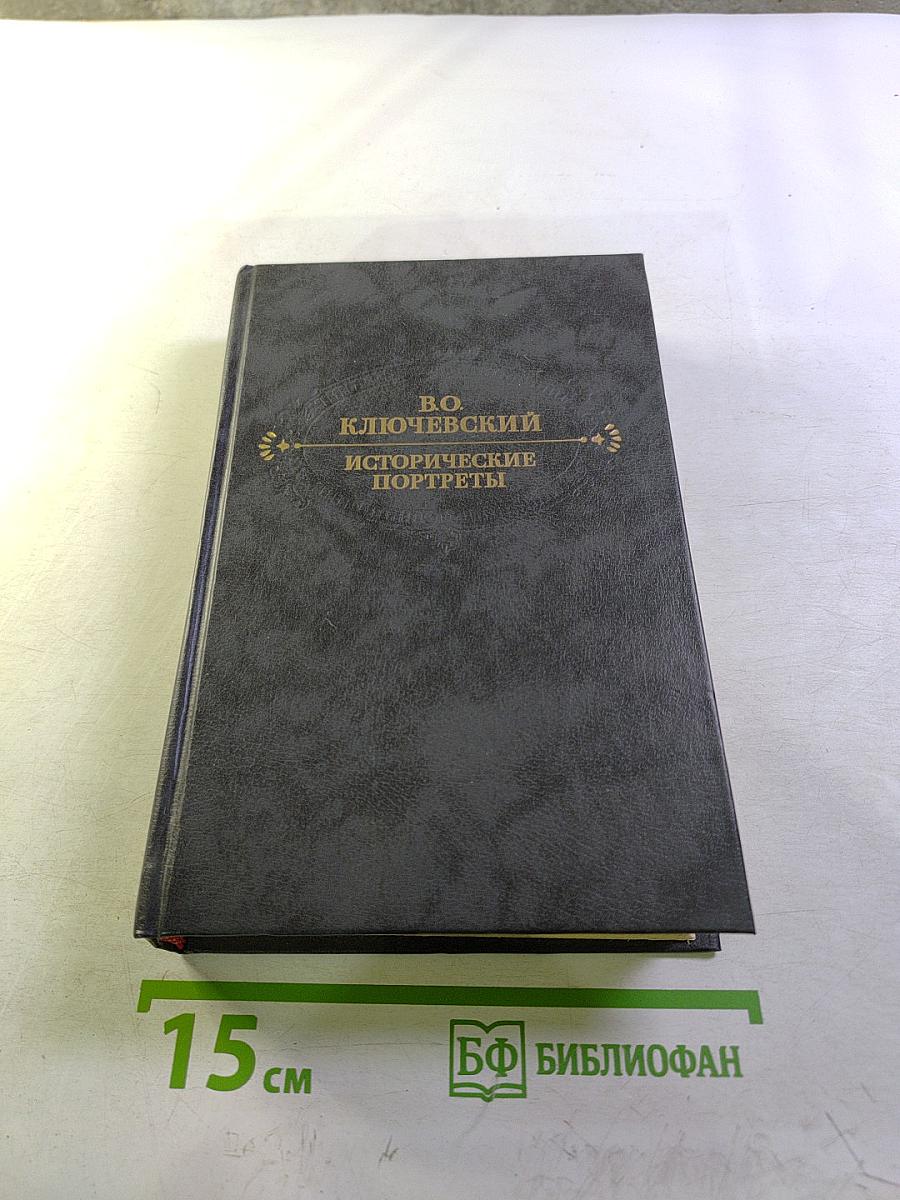 В.О.
КЛЮЧЕВСКИЙ
ИСТОРИЧЕСКИЕ
ПОРТРЕТЫ
15 см
БФ БИБЛИОФАН